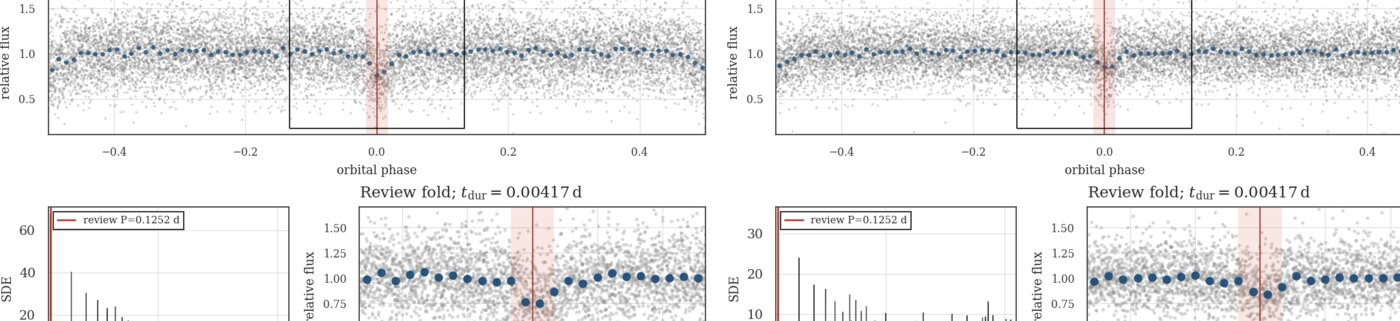 1.5
1.0
0.5
relative flux
−0.4
−0.2
0.0
0.2
0.4
orbital phase
1.5
1.0
0.5
relative flux
−0.4
−0.2
0.0
0.2
0.4
orbital phase
Review fold; t_dur = 0.00417 d
Review fold; t_dur = 0.00417 d
60
40
20
SDE
review P=0.1252 d
1.50
1.25
1.00
0.75
relative flux
30
20
10
SDE
review P=0.1252 d
1.50
1.25
1.00
0.75
relative flux